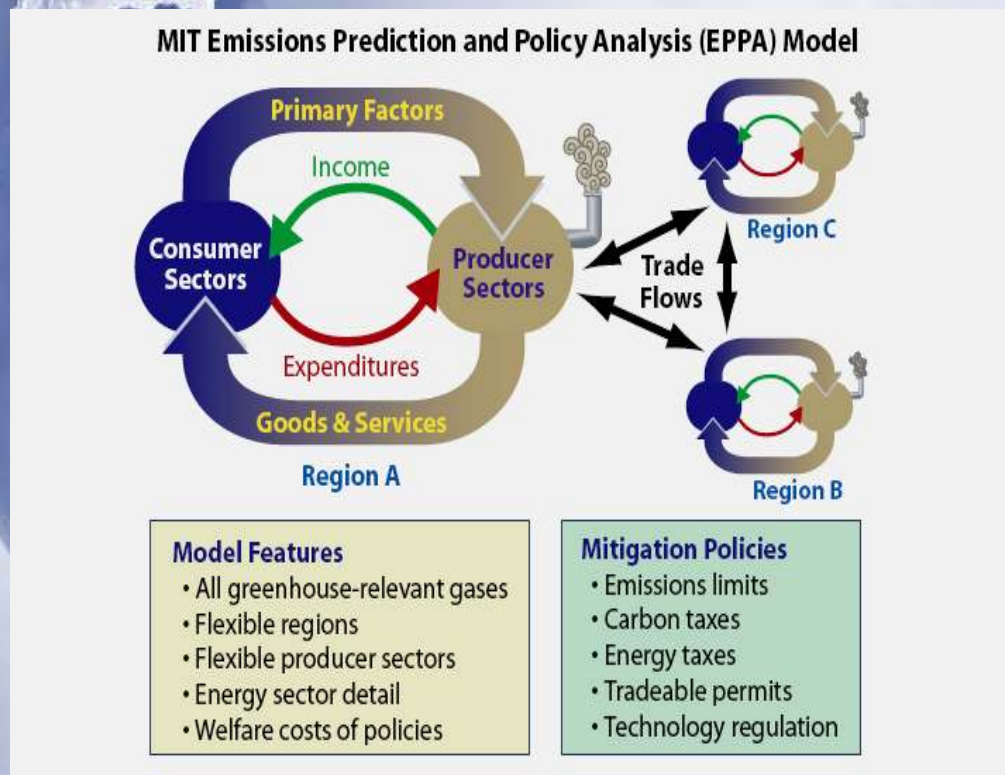 MIT Emissions Prediction and Policy Analysis (EPPA) Model
Primary Factors
Income
Consumer
Sectors
Producer
Sectors
Expenditures
Goods & Services
Region A
Trade
Flows
Region C
Region B
Model Features
• All greenhouse-relevant gases
• Flexible regions
• Flexible producer sectors
• Energy sector detail
• Welfare costs of policies
Mitigation Policies
• Emissions limits
• Carbon taxes
• Energy taxes
• Tradeable permits
• Technology regulation